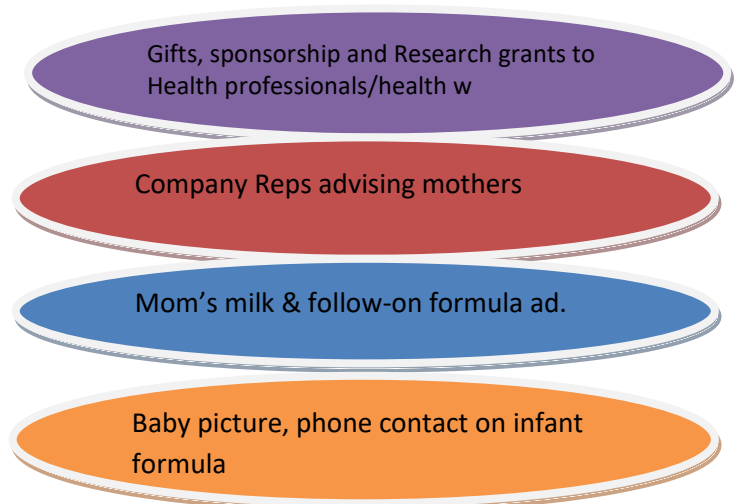 Gifts, sponsorship and Research grants to
Health professionals/health w
Company Reps advising mothers
Mom’s milk & follow-on formula ad.
Baby picture, phone contact on infant
formula